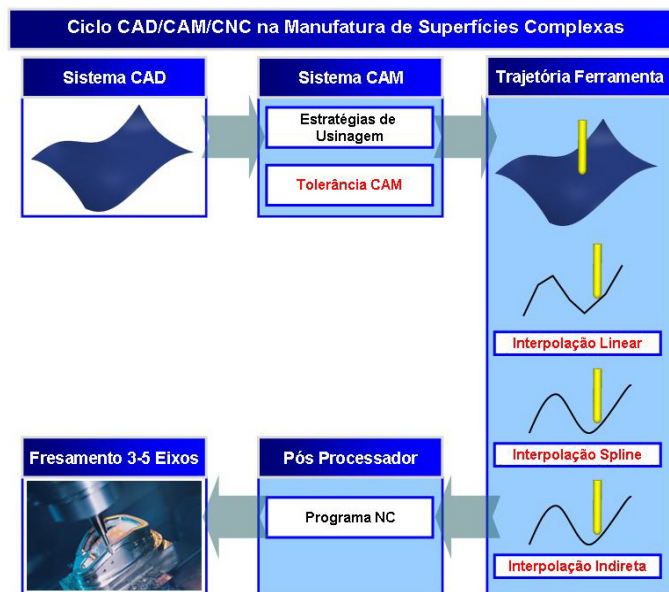 Ciclo CAD/CAM/CNC na Manufatura de Superfícies Complexas
Sistema CAD
Sistema CAM
Trajetória Ferramenta
Estratégias de
Usinagem
Tolerância CAM
Interpolação Linear
Interpolação Spline
Fresamento 3-5 Eixos
Pós Processador
Programa NC
Interpolação Indireta